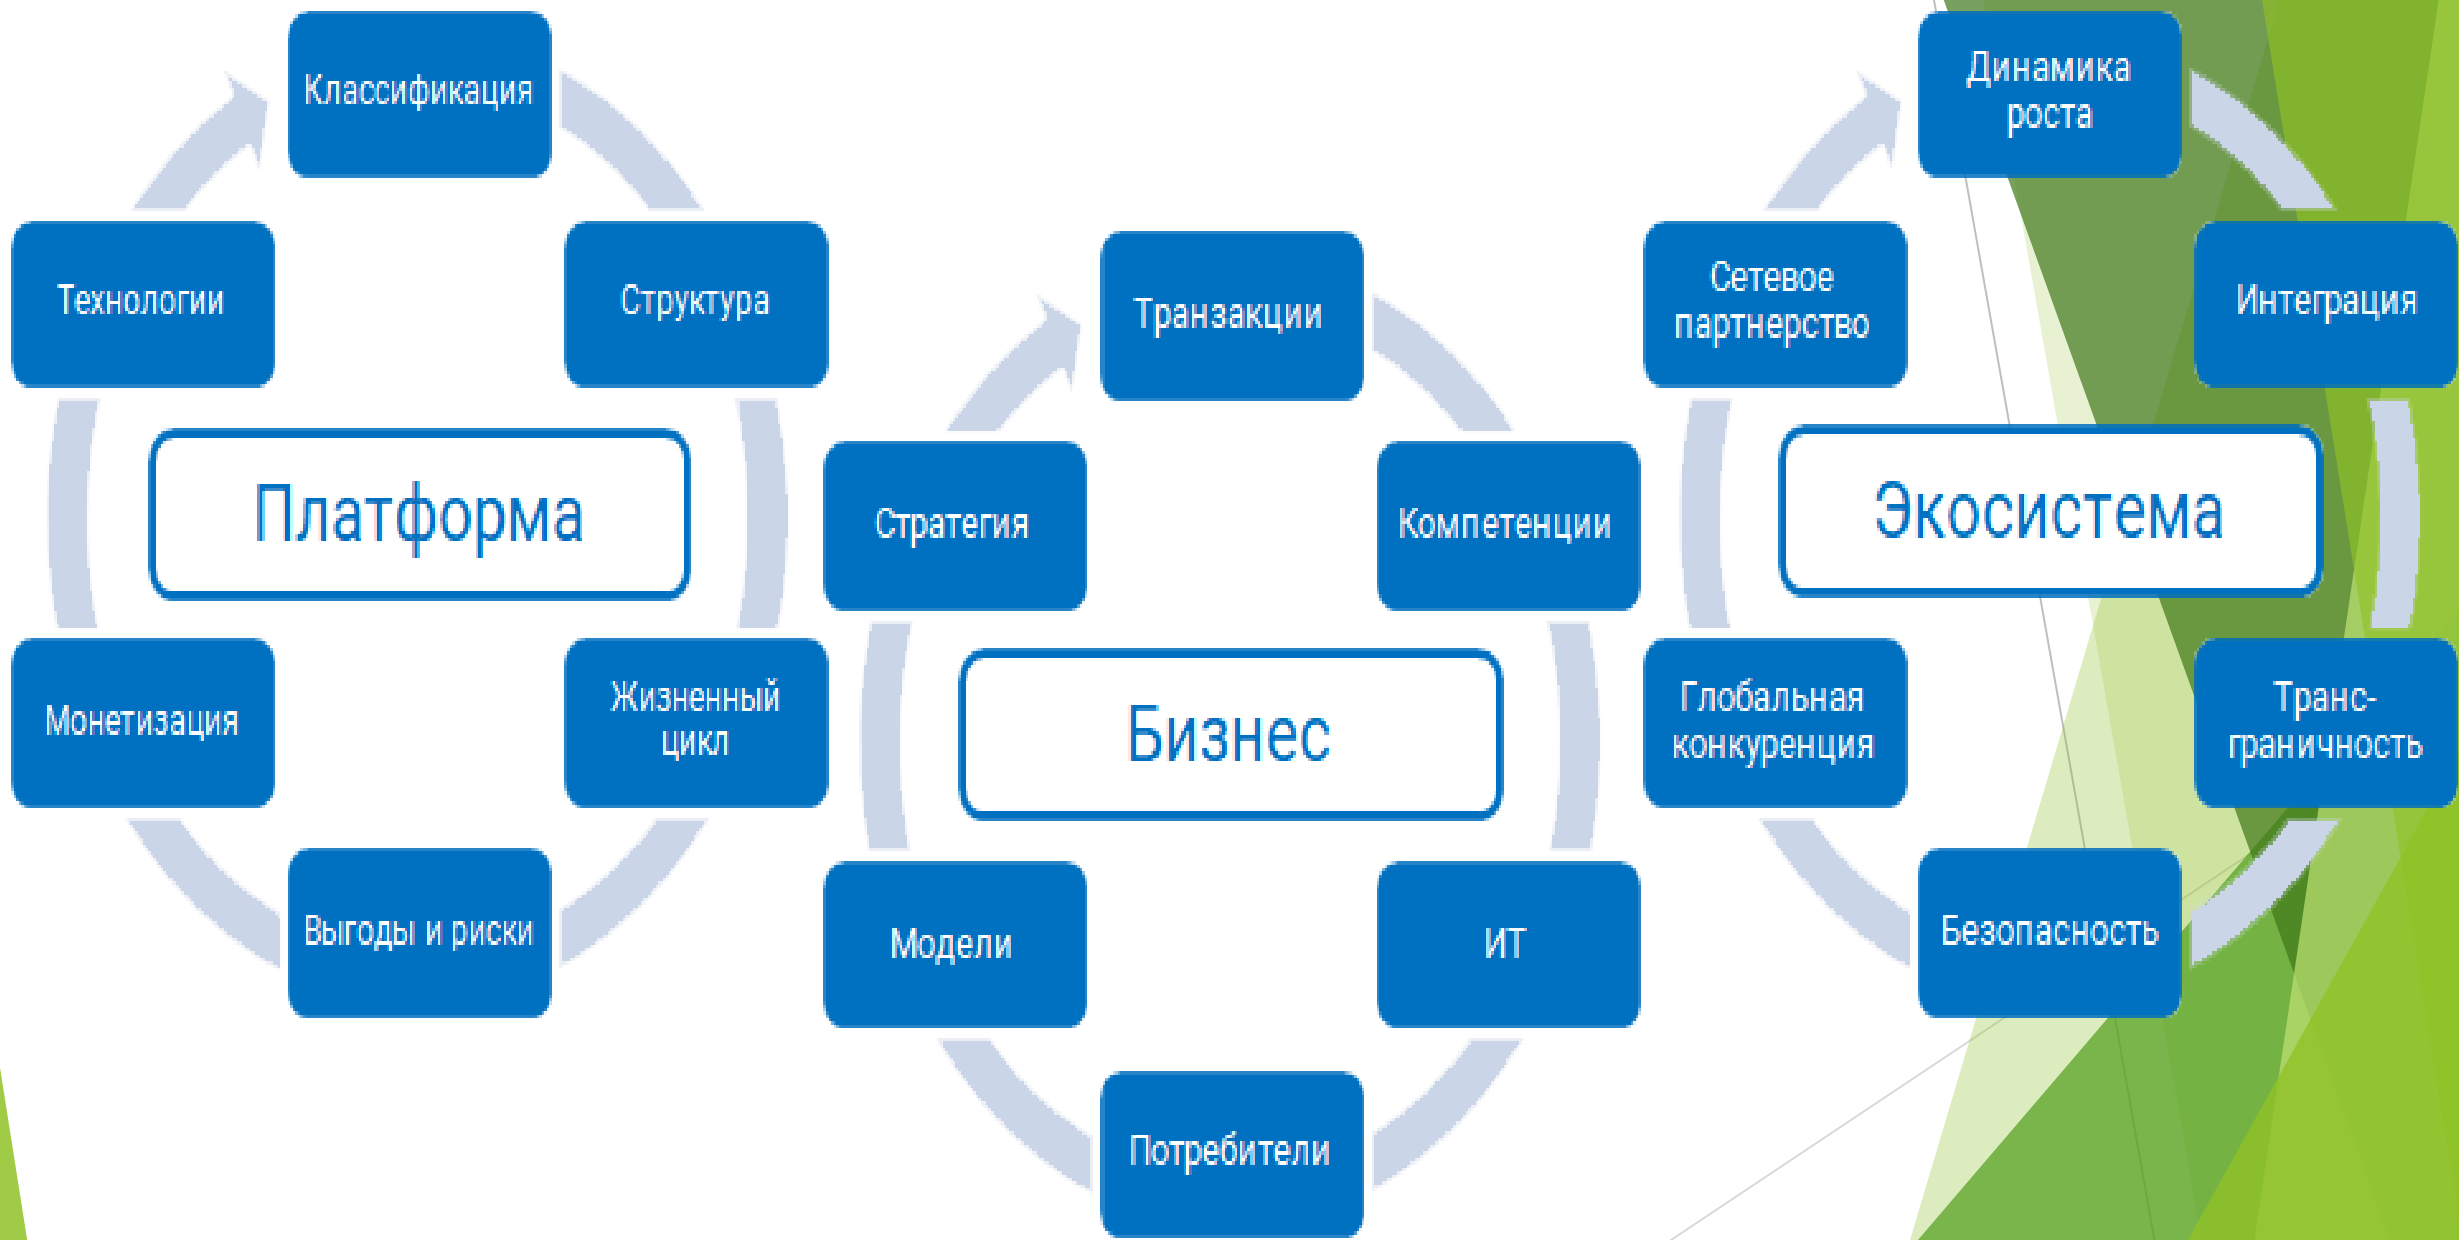 Классификация
Технологии
Структура
Платформа
Монетизация
Жизненный
цикл
Выгоды и риски
Транзакции
Стратегия
Компетенции
Бизнес
Модели
ИТ
Потребители
Динамика
роста
Сетевое
партнерство
Интеграция
Экосистема
Глобальная
конкуренция
Транс-
граничность
Безопасность